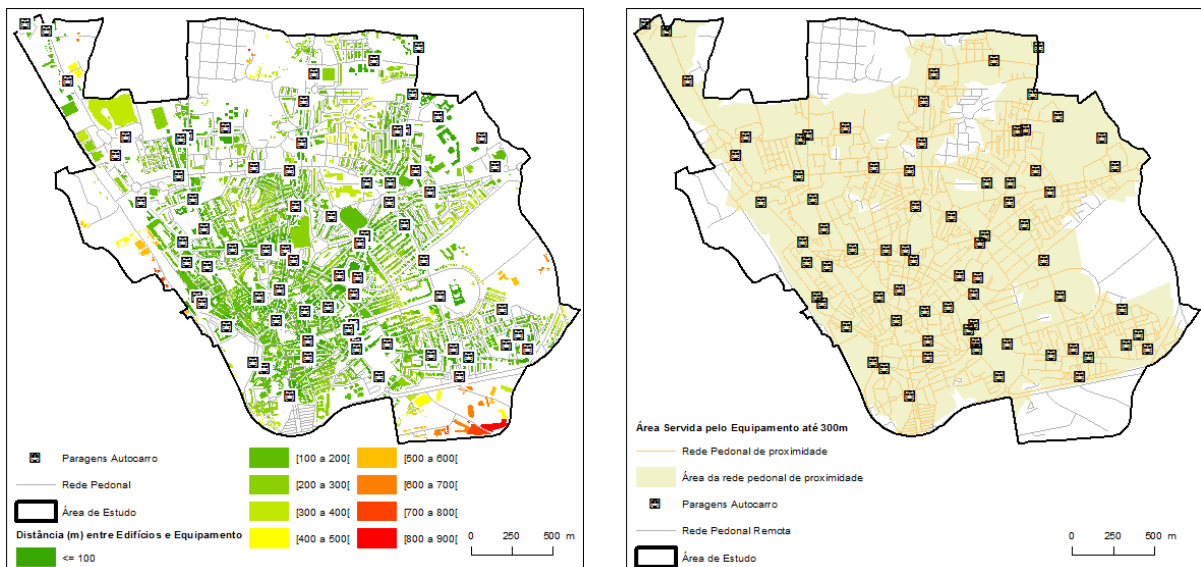 Paragens Autocarro
Rede Pedonal
Área de Estudo
Distância (m) entre Edifícios e Equipamento
<= 100
[100 a 200[
[200 a 300[
[300 a 400[
[400 a 500[
[500 a 600[
[600 a 700[
[700 a 800[
[800 a 900[
0 250 500 m
Área Servida pelo Equipamento até 300m
Rede Pedonal de proximidade
Área da rede pedonal de proximidade
Paragens Autocarro
Rede Pedonal Remota
Área de Estudo
0 250 500 m